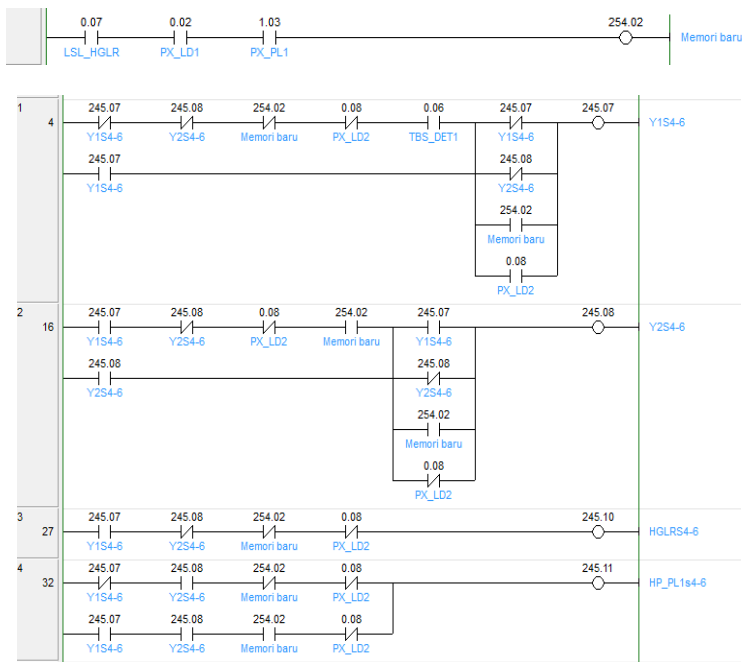 0.07 0.02 1.03 254.02
LSL_HGLR PX_LD1 PX_PL1 Memori baru
1 4 245.07 245.08 254.02 0.08 0.06 245.07 245.07
Y1S4-6 Y2S4-6 Memori baru PX_LD2 TBS_DET1 Y1S4-6 Y1S4-6
245.07 245.08
Y1S4-6 Y2S4-6
254.02
Memori baru
0.08
PX_LD2
2 16 245.07 245.08 0.08 254.02 245.07 245.08
Y1S4-6 Y2S4-6 PX_LD2 Memori baru Y1S4-6 Y2S4-6
245.08 245.08
Y2S4-6 Y2S4-6
254.02
Memori baru
0.08
PX_LD2
3 27 245.07 245.08 254.02 0.08 245.10
Y1S4-6 Y2S4-6 Memori baru PX_LD2 HGLRS4-6
4 32 245.07 245.08 254.02 0.08 245.11
Y1S4-6 Y2S4-6 Memori baru PX_LD2 HP_PL1s4-6
245.07 245.08 254.02 0.08
Y1S4-6 Y2S4-6 Memori baru PX_LD2